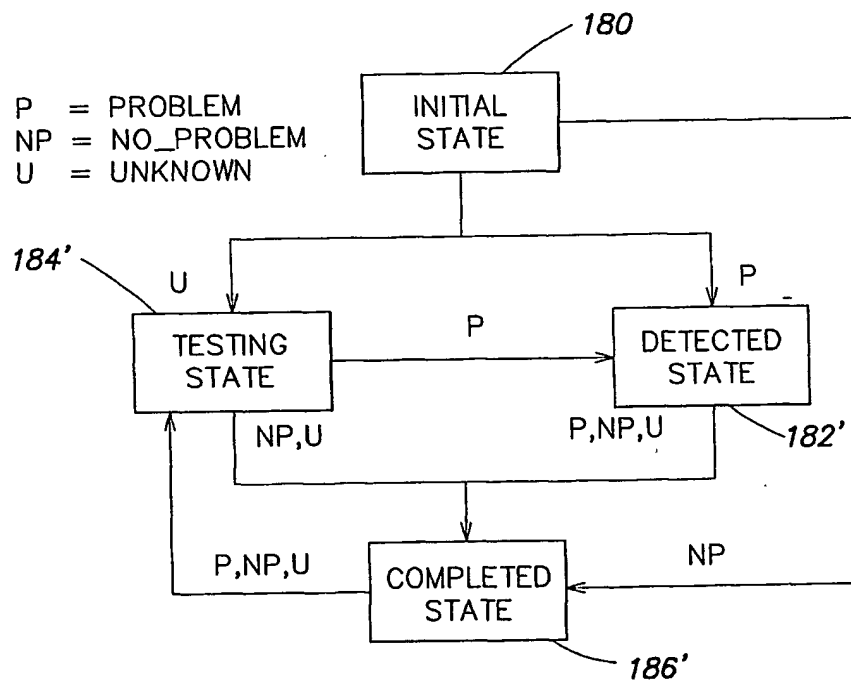 180
P = PROBLEM
NP = NO_PROBLEM
U = UNKNOWN
INITIAL
STATE
184'
U
P
TESTING
STATE
P
DETECTED
STATE
NP,U
P,NP,U
182'
P,NP,U
COMPLETED
STATE
NP
186'